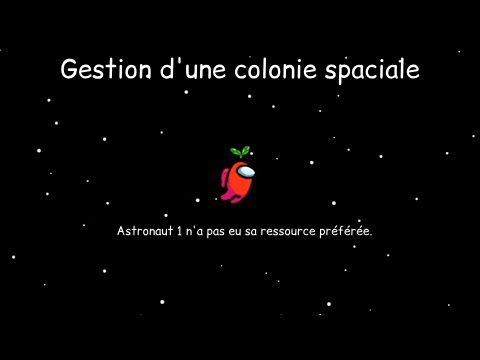 Gestion d'une colonie spaciale
Astronaut 1 n'a pas eu sa ressource préférée.